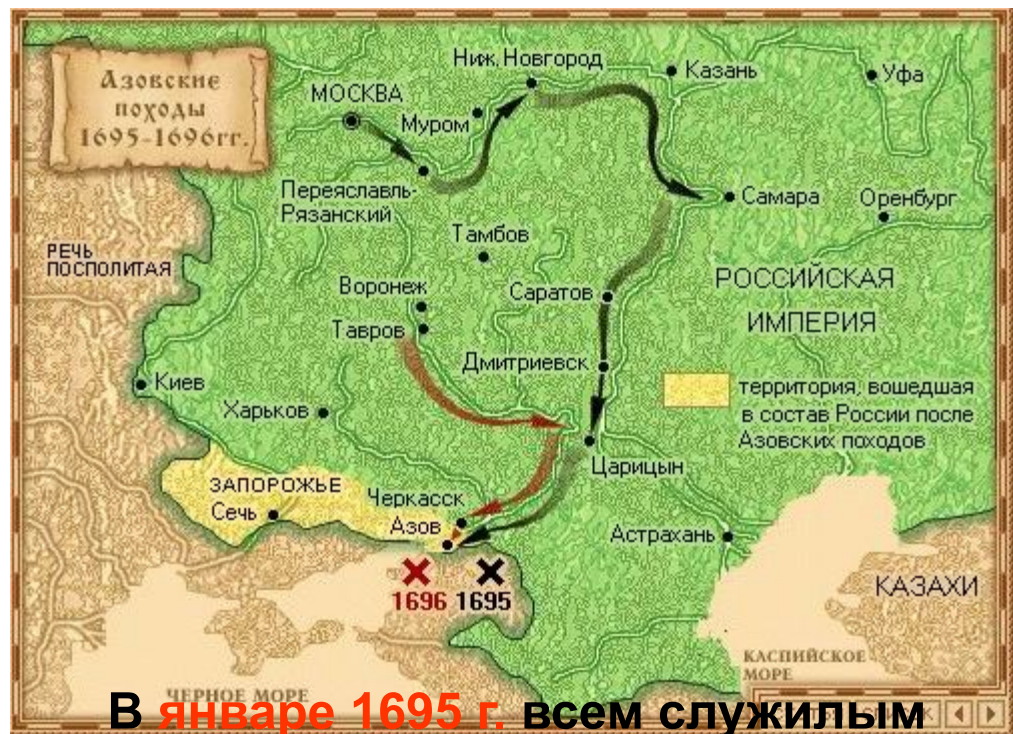 Азовские
походы
1695-1696гг.
Ниж. Новгород
Казань
Уфа
МОСКВА
Муром
Переяславль-
Рязанский
Самара
Оренбург
Тамбов
РЕЧЬ
ПОСПОЛИТАЯ
Воронеж
Саратов
РОССИЙСКАЯ
ИМПЕРИЯ
Тавров
Дмитриевск
Киев
территория, вошедшая
в состав России после
Азовских походов
Харьков
Царицын
ЗАПОРОЖЬЕ
Сечь
Черкасск
Азов
Астрахань
1696 1695
КАЗАХИ
КАСПИЙСКОЕ
МОРЕ
ЧЕРНОЕ МОРЕ
В январе 1695 г. всем служилым